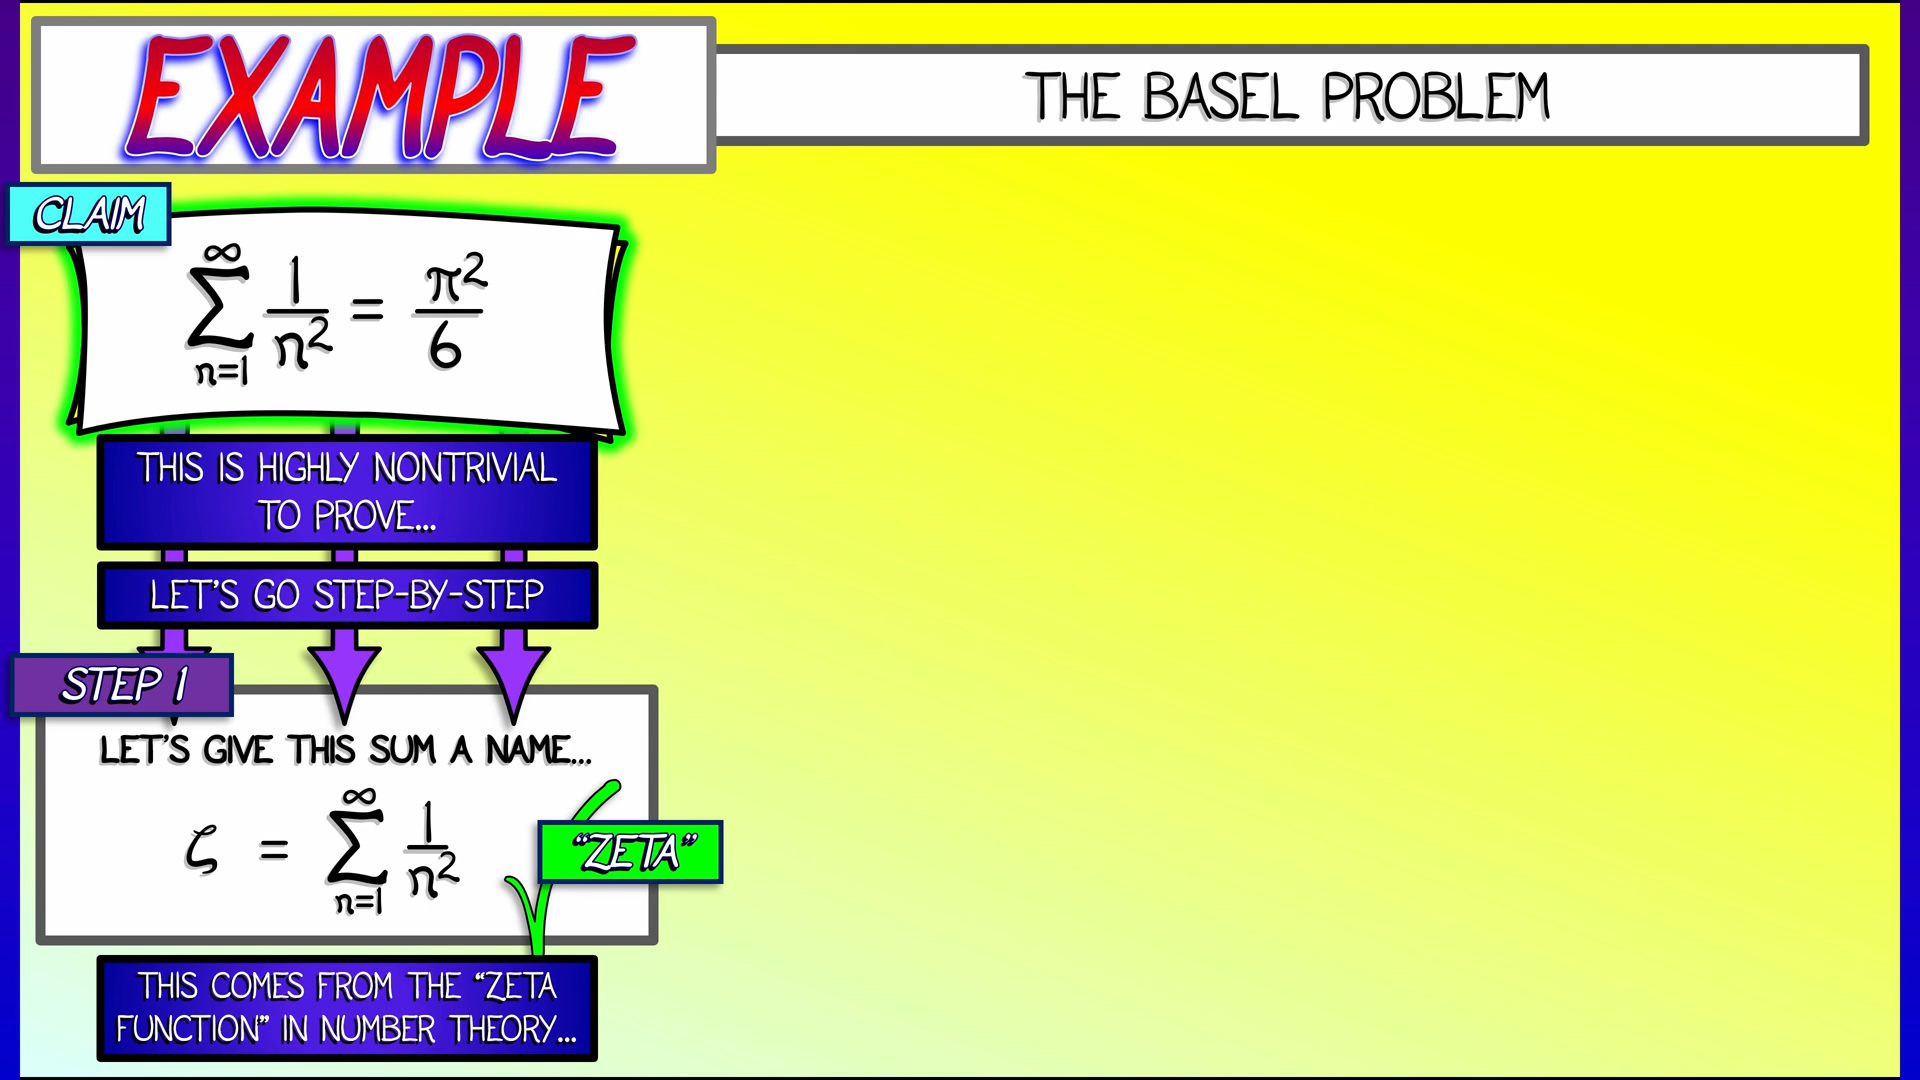 EXAMPLE
THE BASEL PROBLEM
CLAIM
∞
∑ 1/n² = π²/6
n=1
THIS IS HIGHLY NONTRIVIAL
TO PROVE...
LET'S GO STEP-BY-STEP
STEP 1
LET'S GIVE THIS SUM A NAME...
∞
ζ = ∑ 1/n²
n=1
“ZETA”
THIS COMES FROM THE “ZETA
FUNCTION” IN NUMBER THEORY...